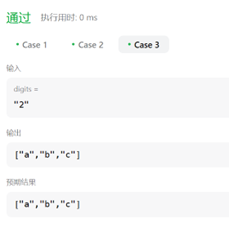 通过 执行用时: 0 ms
• Case 1 • Case 2 • Case 3
输入
digits =
"2"
输出
["a","b","c"]
预期结果
["a","b","c"]